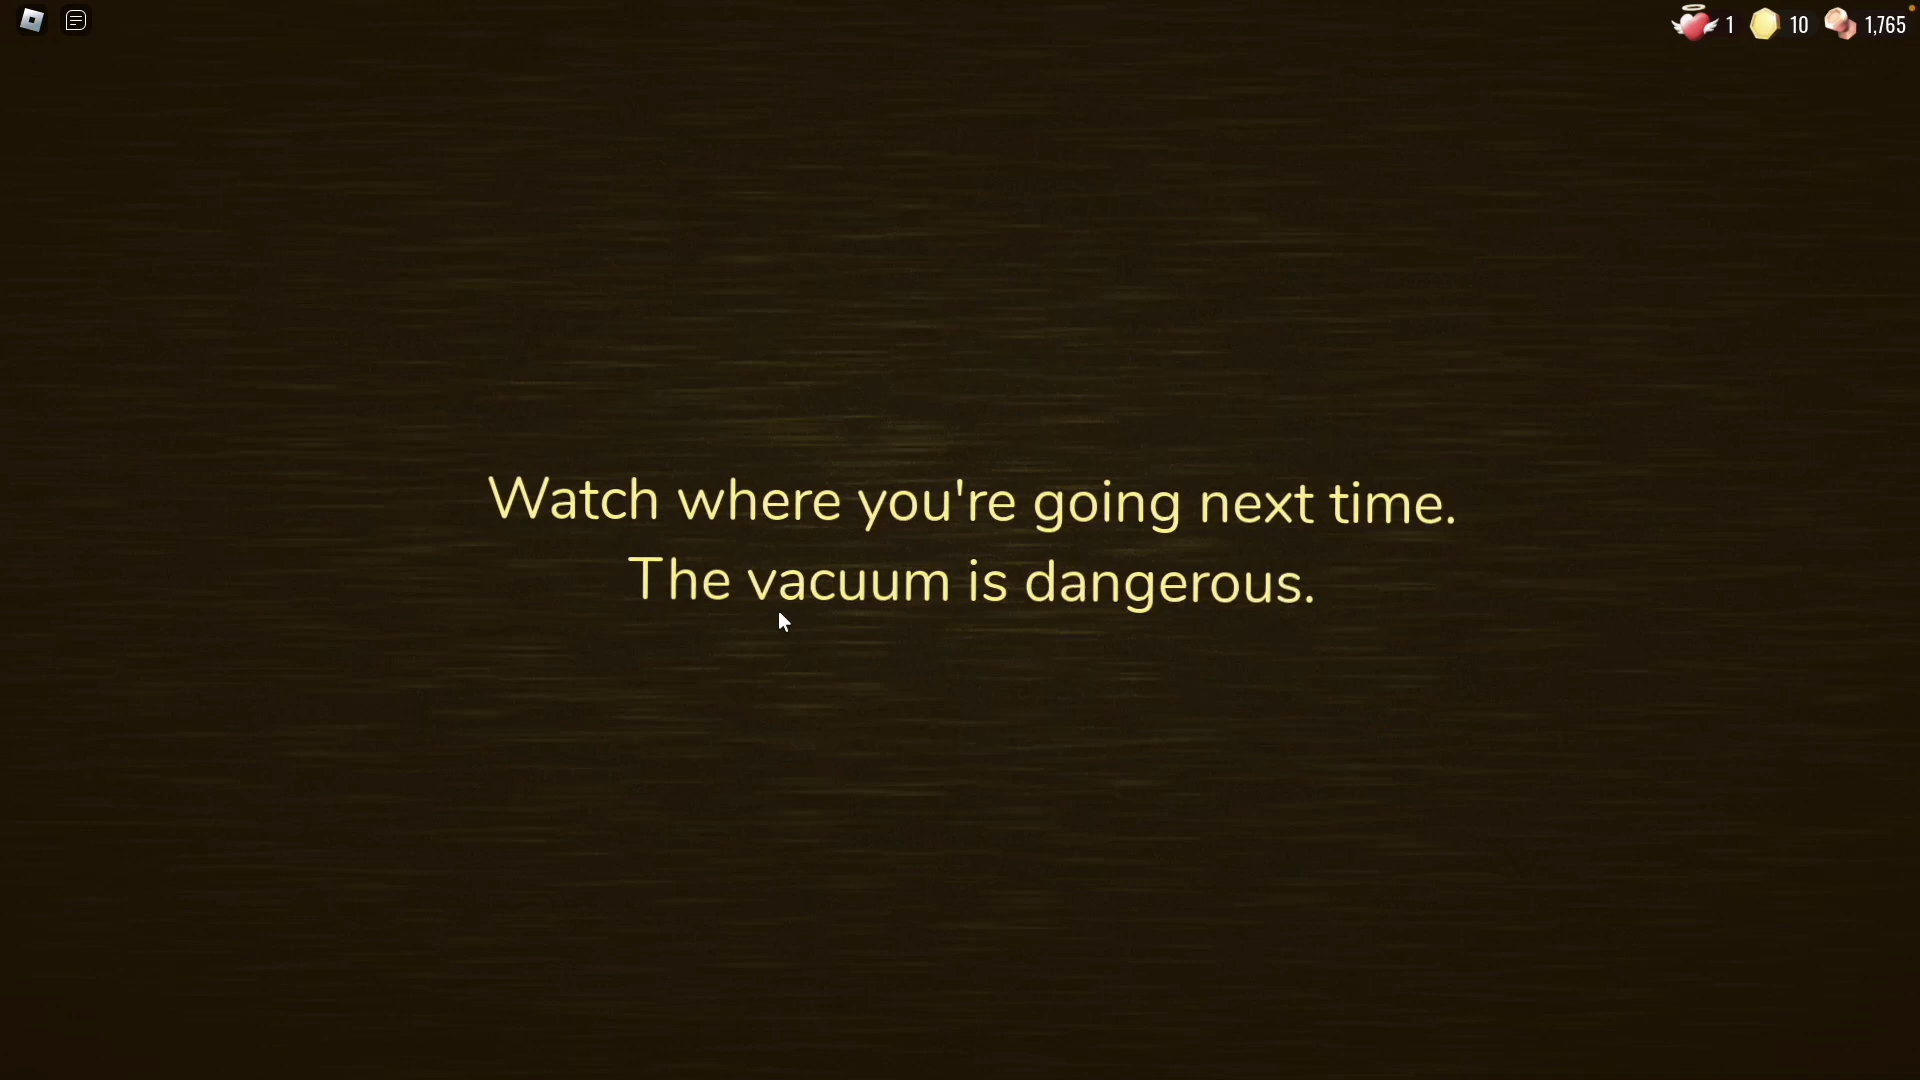 1 10 1,765
Watch where you're going next time.
The vacuum is dangerous.